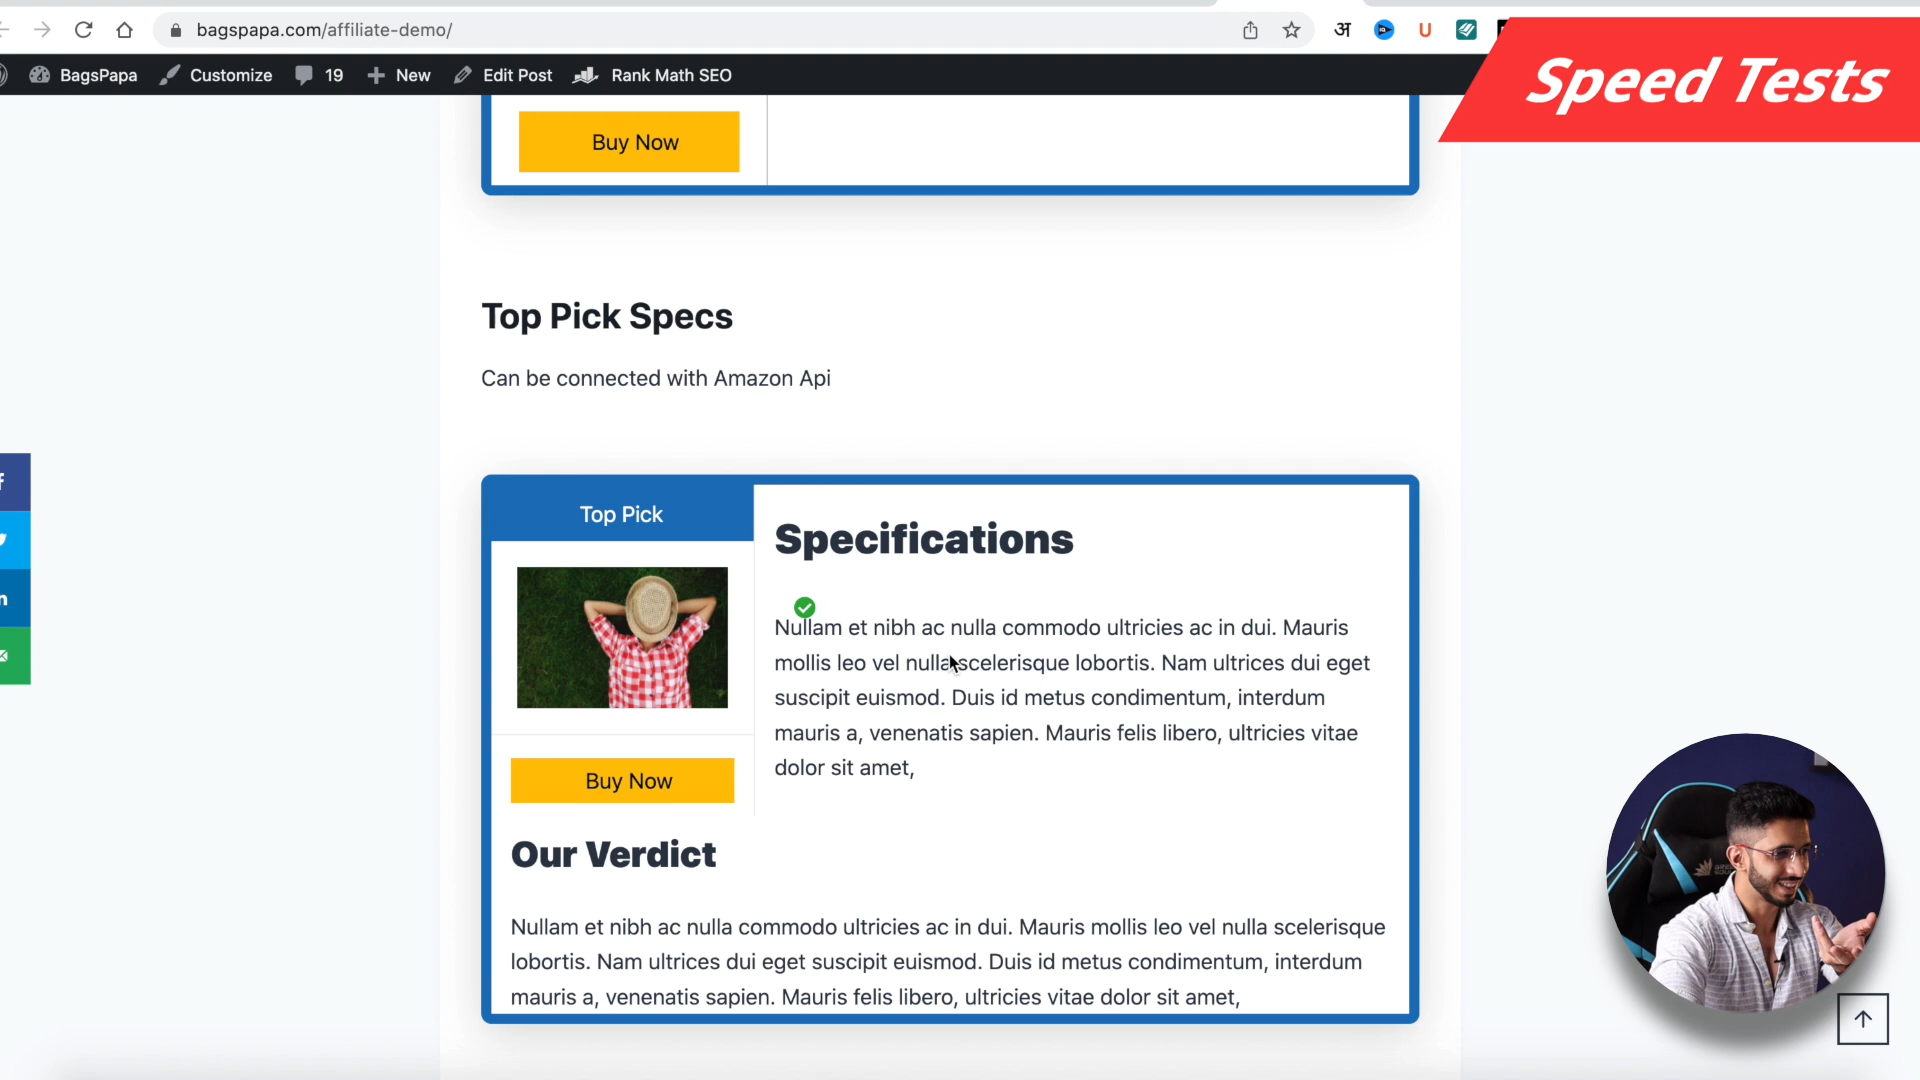 bagspapa.com/affiliate-demo/
अ
U
Speed Tests
BagsPapa
Customize
19
New
Edit Post
Rank Math SEO
Buy Now
Top Pick Specs
Can be connected with Amazon Api
Top Pick
Specifications
Nullam et nibh ac nulla commodo ultricies ac in dui. Mauris
mollis leo vel nulla scelerisque lobortis. Nam ultrices dui eget
suscipit euismod. Duis id metus condimentum, interdum
mauris a, venenatis sapien. Mauris felis libero, ultricies vitae
dolor sit amet,
Buy Now
Our Verdict
Nullam et nibh ac nulla commodo ultricies ac in dui. Mauris mollis leo vel nulla scelerisque
lobortis. Nam ultrices dui eget suscipit euismod. Duis id metus condimentum, interdum
mauris a, venenatis sapien. Mauris felis libero, ultricies vitae dolor sit amet,